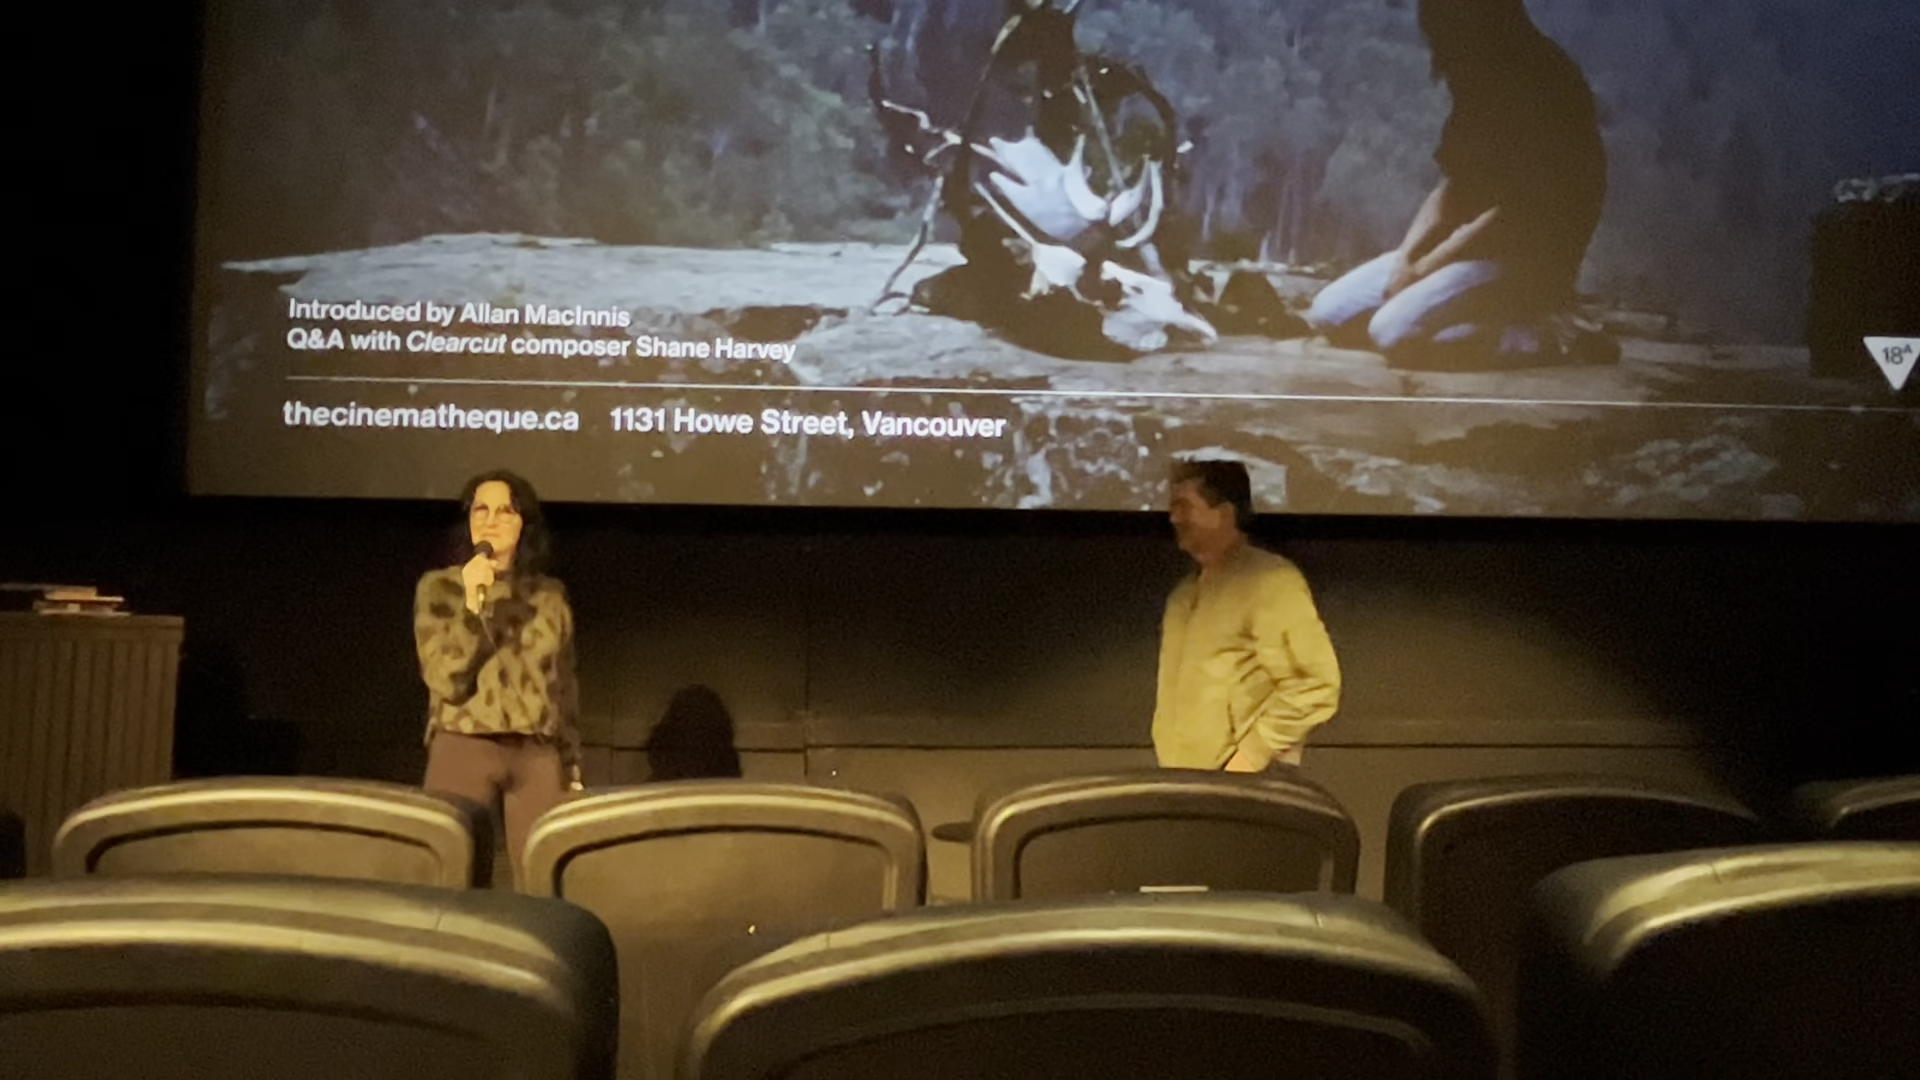 Introduced by Allan MacInnis
Q&A with Clearcut composer Shane Harvey
thecinematheque.ca 1131 Howe Street, Vancouver
18A